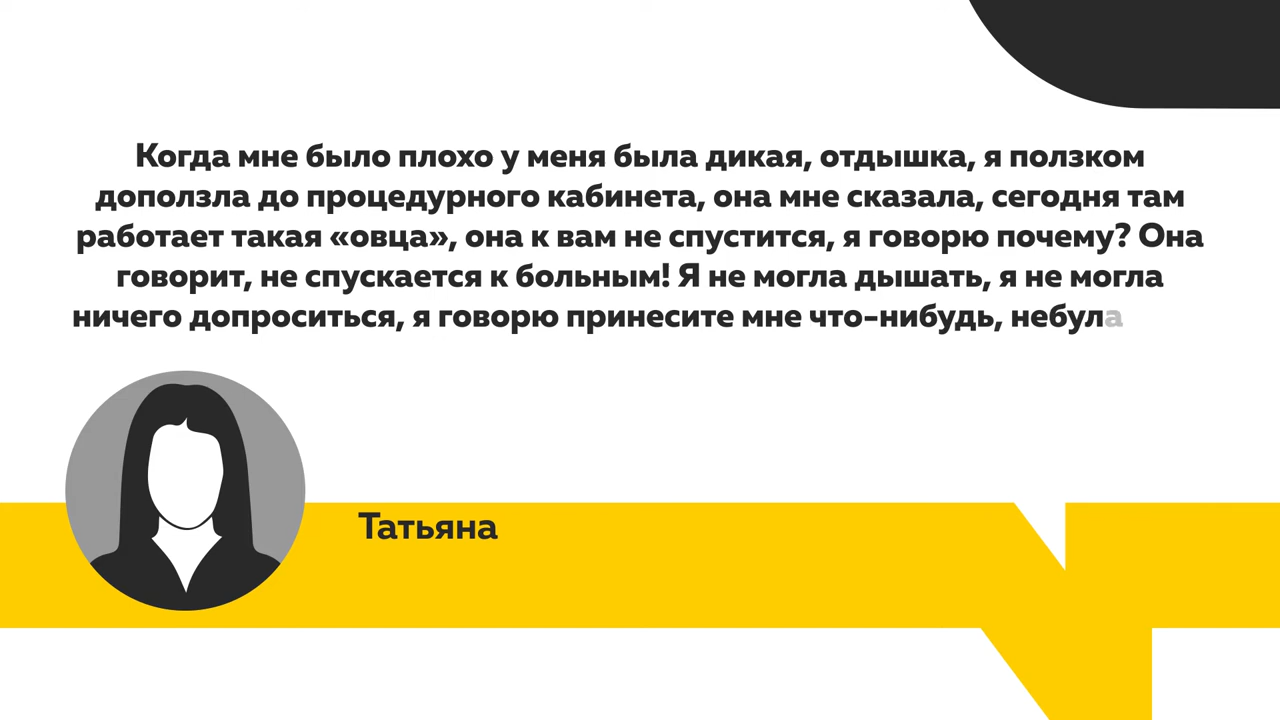 Когда мне было плохо у меня была дикая, отдышка, я ползком
доползла до процедурного кабинета, она мне сказала, сегодня там
работает такая «овца», она к вам не спустится, я говорю почему? Она
говорит, не спускается к больным! Я не могла дышать, я не могла
ничего допроситься, я говорю принесите мне что-нибудь, небула
Татьяна